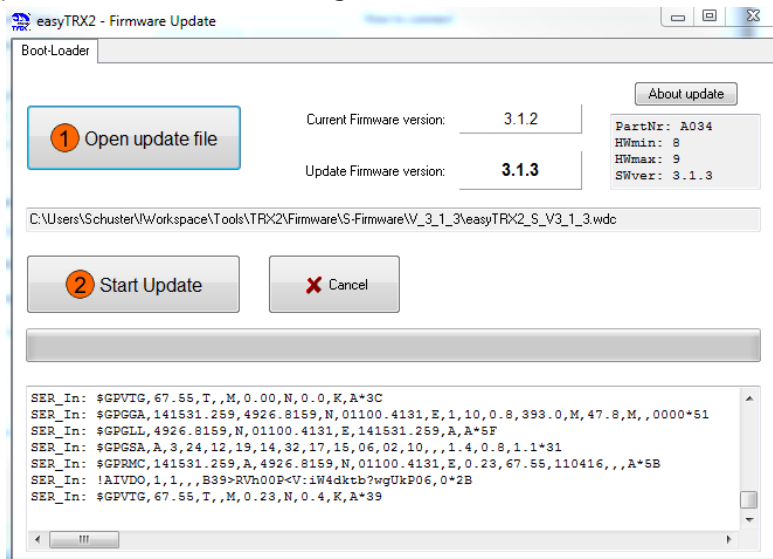 easyTRX2 - Firmware Update
Boot-Loader
About update
1 Open update file
Current Firmware version: 3.1.2
Update Firmware version: 3.1.3
PartNr: A034
HWmin: 8
HWmax: 9
SWver: 3.1.3
C:\Users\Schuster\!Workspace\Tools\TRX2\Firmware\S-Firmware\V_3_1_3\easyTRX2_S_V3_1_3.wdc
2 Start Update
Cancel
SER_In: $GPVTG,67.55,T,,M,0.00,N,0.0,K,A*3C
SER_In: $GPGGA,141531.259,4926.8159,N,01100.4131,E,1,10,0.8,393.0,M,47.8,M,,0000*51
SER_In: $GPGLL,4926.8159,N,01100.4131,E,141531.259,A,A*5F
SER_In: $GPGSA,A,3,24,12,19,14,32,17,15,06,02,10,,,1.4,0.8,1.1*31
SER_In: $GPRMC,141531.259,A,4926.8159,N,01100.4131,E,0.23,67.55,110416,,,A*5B
SER_In: !AIVDO,1,1,,,B39>RVh00P<V:iW4dktb?wgUkP06,0*2B
SER_In: $GPVTG,67.55,T,,M,0.23,N,0.4,K,A*39